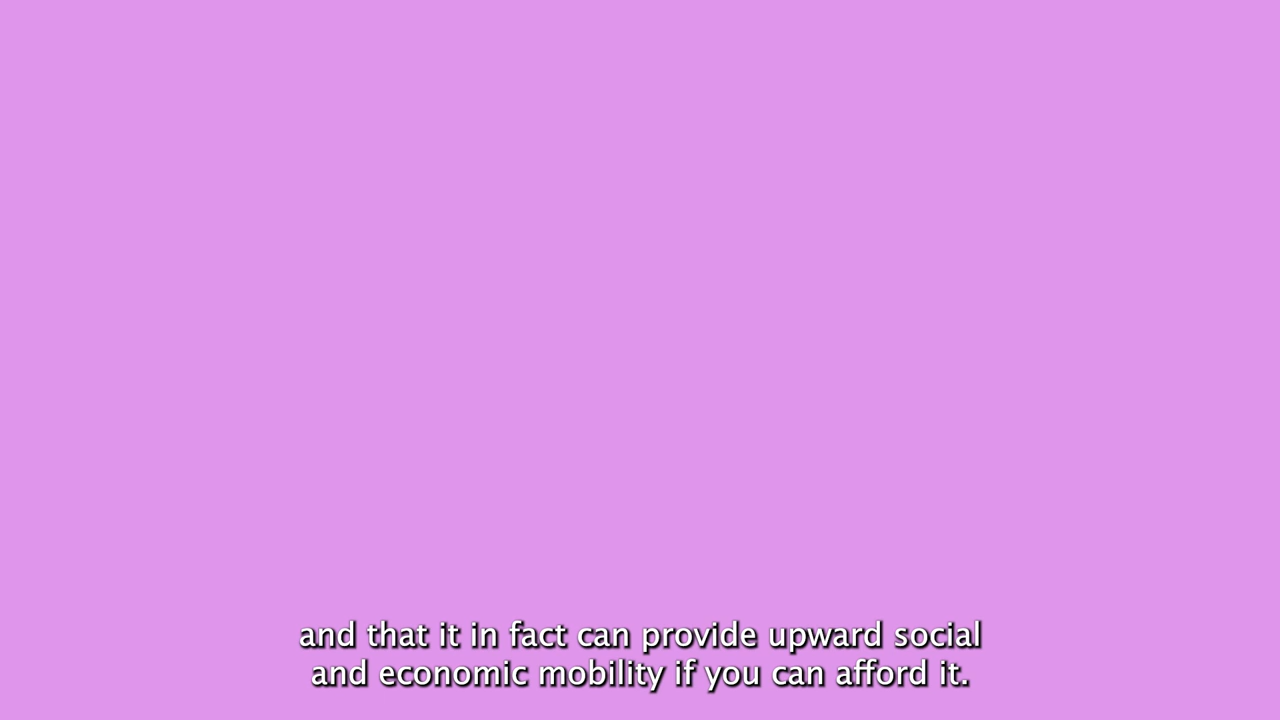 and that it in fact can provide upward social
and economic mobility if you can afford it.